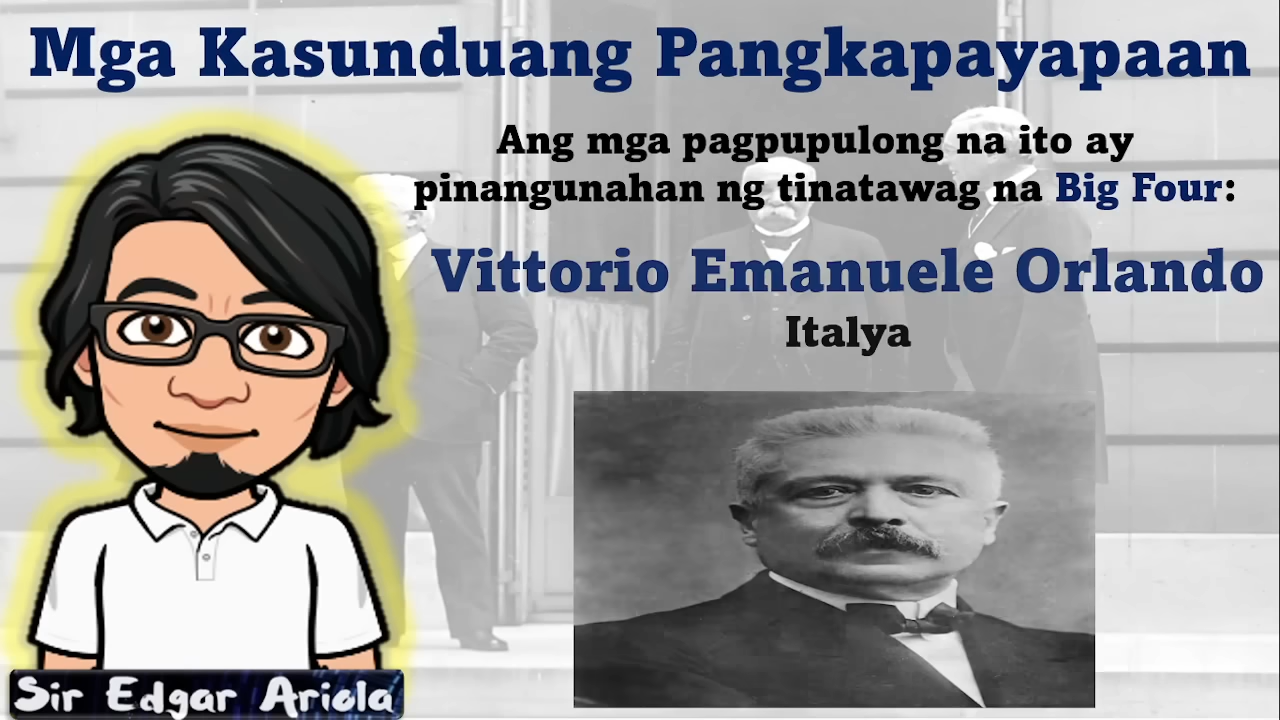 Mga Kasunduang Pangkapayapaan
Ang mga pagpupulong na ito ay
pinangunahan ng tinatawag na Big Four:
Vittorio Emanuele Orlando
Italya
Sir Edgar Ariola